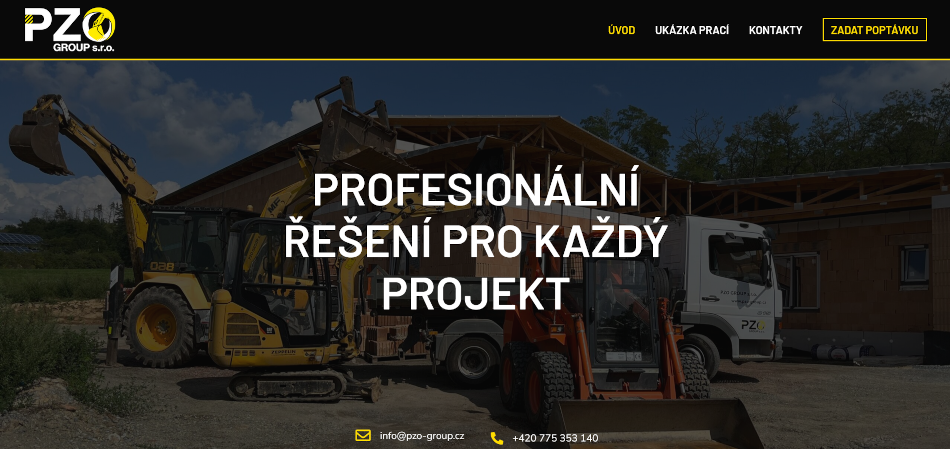 PZO
GROUP s.r.o.
ÚVOD
UKÁZKA PRACÍ
KONTAKTY
ZADAT POPTÁVKU
PROFESIONÁLNÍ
ŘEŠENÍ PRO KAŽDÝ
PROJEKT
PZO
info@pzo-group.cz
+420 775 353 140